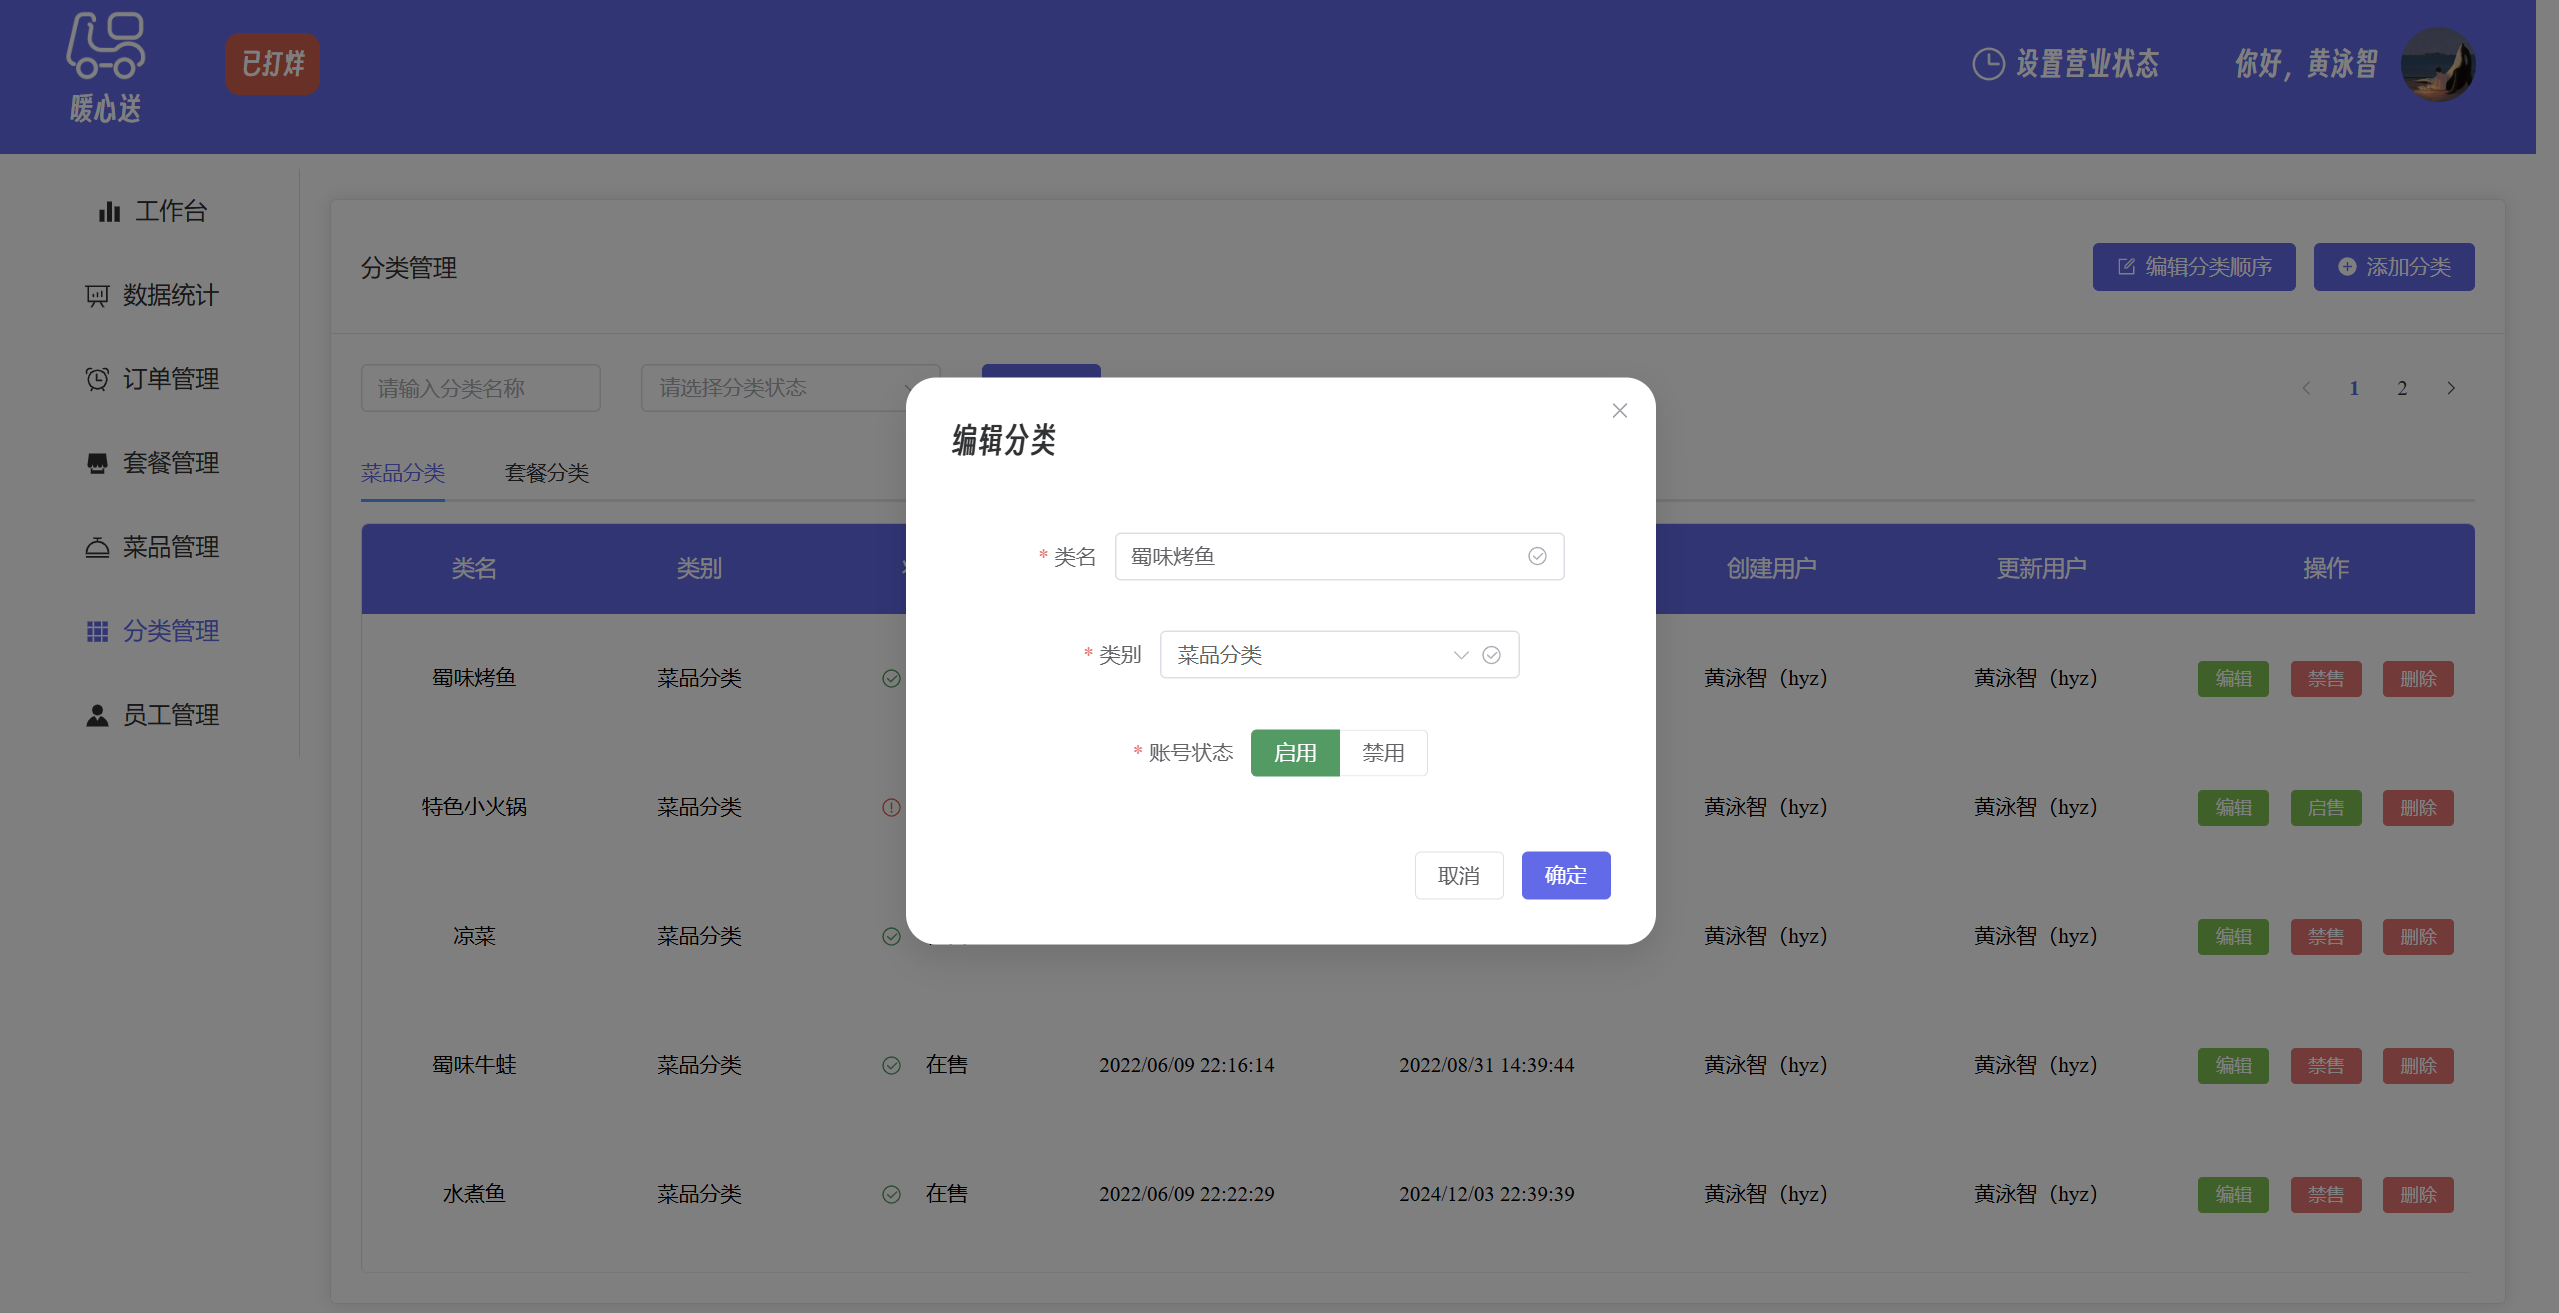 暖心送
已打烊
设置营业状态
你好，黄泳智
工作台
数据统计
订单管理
套餐管理
菜品管理
分类管理
员工管理
分类管理
编辑分类顺序
添加分类
请输入分类名称
请选择分类状态
1 2
菜品分类 套餐分类
类名 类别 创建用户 更新用户 操作
蜀味烤鱼 菜品分类 黄泳智（hyz） 黄泳智（hyz） 编辑 禁售 删除
特色小火锅 菜品分类 黄泳智（hyz） 黄泳智（hyz） 编辑 启售 删除
凉菜 菜品分类 黄泳智（hyz） 黄泳智（hyz） 编辑 禁售 删除
蜀味牛蛙 菜品分类 在售 2022/06/09 22:16:14 2022/08/31 14:39:44 黄泳智（hyz） 黄泳智（hyz） 编辑 禁售 删除
水煮鱼 菜品分类 在售 2022/06/09 22:22:29 2024/12/03 22:39:39 黄泳智（hyz） 黄泳智（hyz） 编辑 禁售 删除
编辑分类
* 类名 蜀味烤鱼
* 类别 菜品分类
* 账号状态 启用 禁用
取消 确定